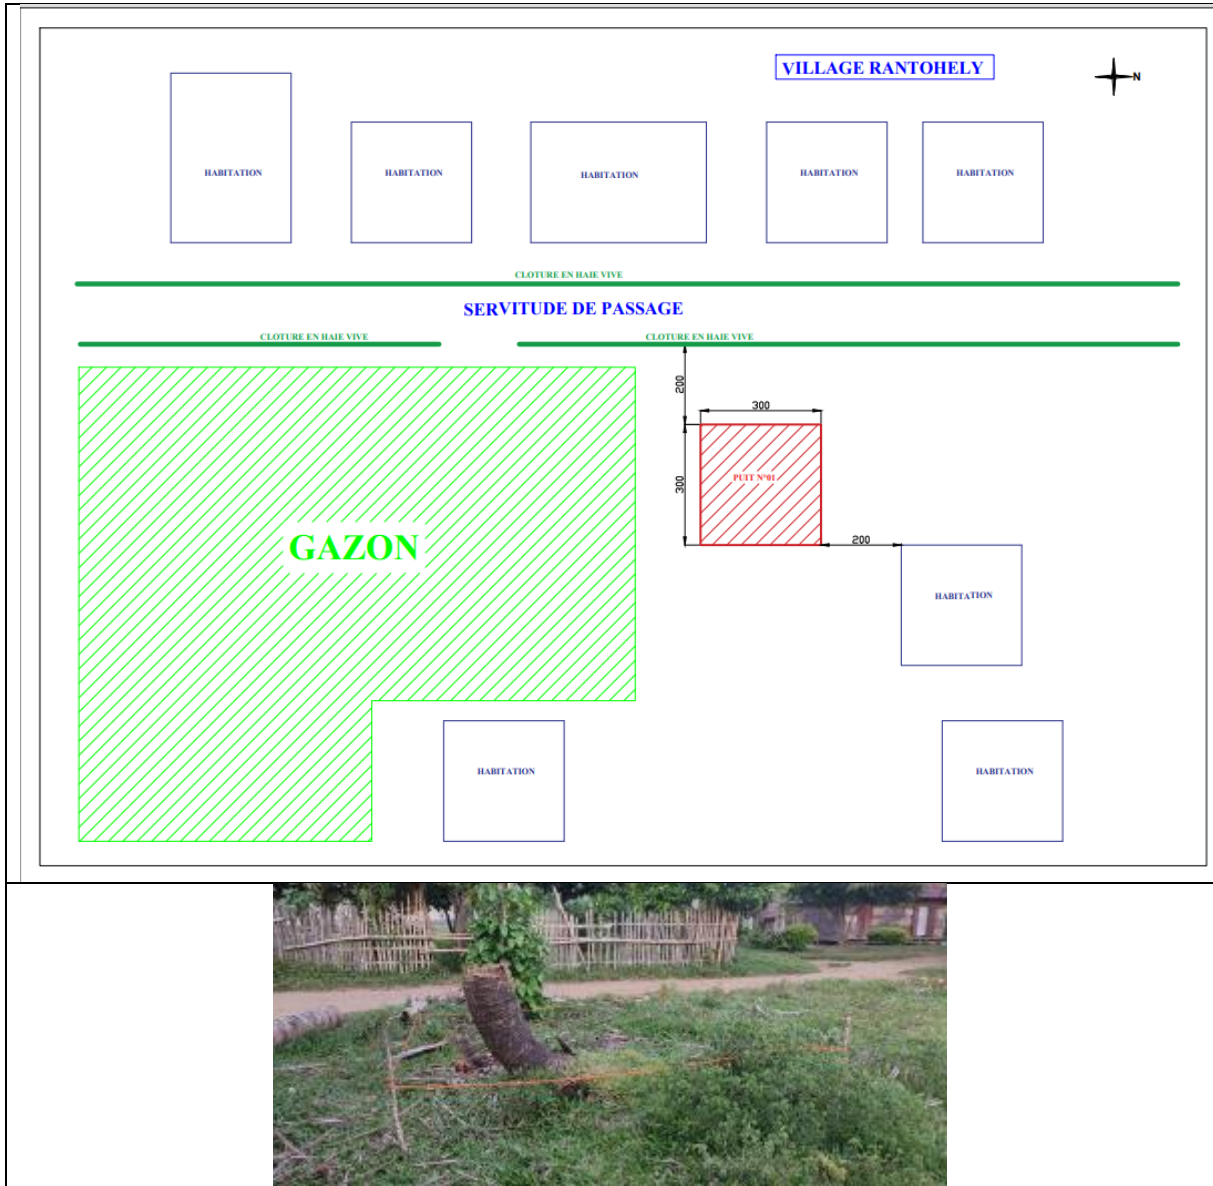 VILLAGE RANTOHELY
N
HABITATION
HABITATION
HABITATION
HABITATION
HABITATION
CLOTURE EN HAIE VIVE
SERVITUDE DE PASSAGE
CLOTURE EN HAIE VIVE
CLOTURE EN HAIE VIVE
200
300
300
PUIT N°01
200
GAZON
HABITATION
HABITATION
HABITATION